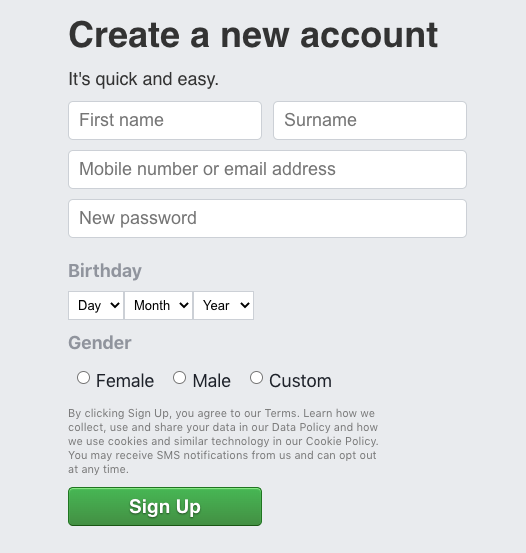 Create a new account
It's quick and easy.
First name Surname
Mobile number or email address
New password
Birthday
Day Month Year
Gender
Female Male Custom
By clicking Sign Up, you agree to our Terms. Learn how we
collect, use and share your data in our Data Policy and how
we use cookies and similar technology in our Cookie Policy.
You may receive SMS notifications from us and can opt out
at any time.
Sign Up